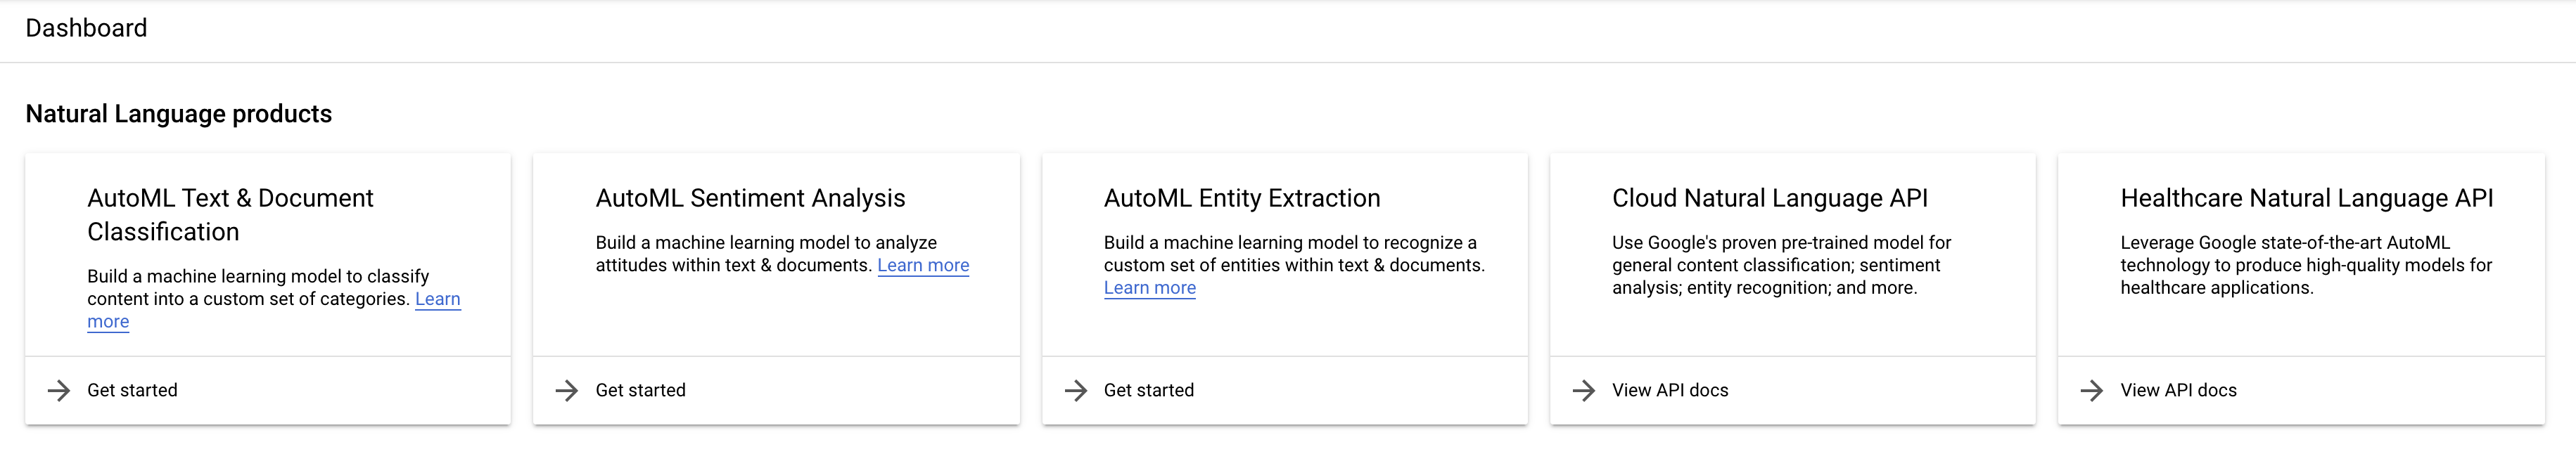 Dashboard
Natural Language products
AutoML Text & Document
Classification
Build a machine learning model to classify
content into a custom set of categories. Learn
more
Get started
AutoML Sentiment Analysis
Build a machine learning model to analyze
attitudes within text & documents. Learn more
Get started
AutoML Entity Extraction
Build a machine learning model to recognize a
custom set of entities within text & documents.
Learn more
Get started
Cloud Natural Language API
Use Google's proven pre-trained model for
general content classification; sentiment
analysis; entity recognition; and more.
View API docs
Healthcare Natural Language API
Leverage Google state-of-the-art AutoML
technology to produce high-quality models for
healthcare applications.
View API docs